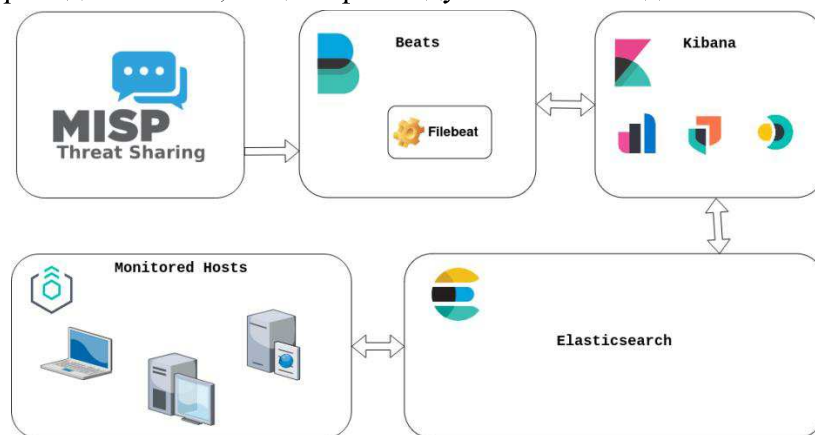 Beats
Kibana
MISP
Threat Sharing
Filebeat
Monitored Hosts
Elasticsearch